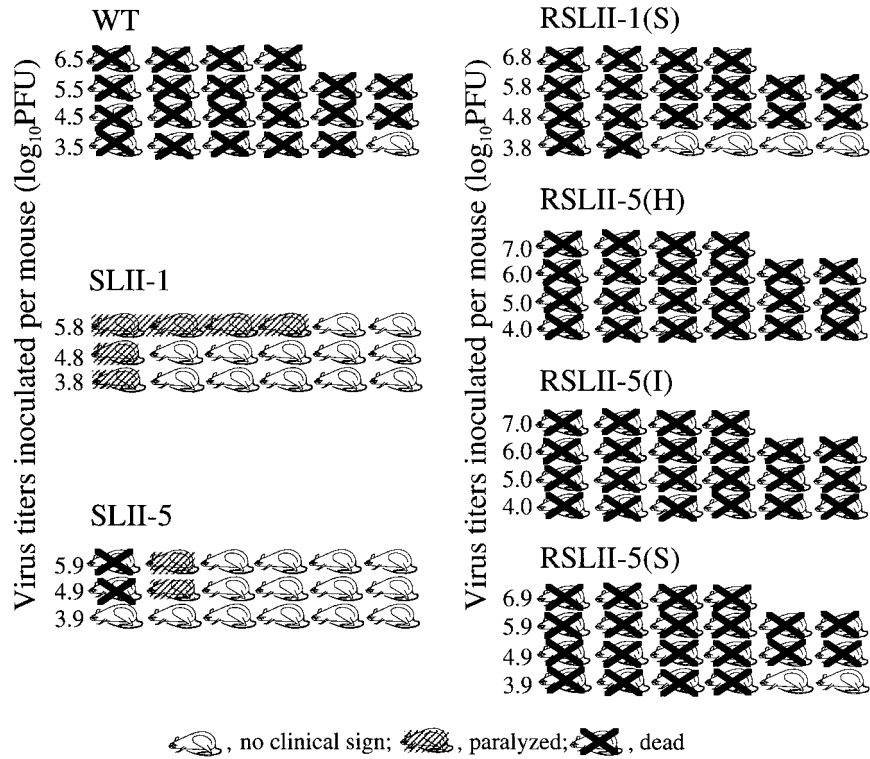 Virus titers inoculated per mouse (log10PFU)
WT
6.5
5.5
4.5
3.5
SLII-1
5.8
4.8
3.8
SLII-5
5.9
4.9
3.9
Virus titers inoculated per mouse (log10PFU)
RSLII-1(S)
6.8
5.8
4.8
3.8
RSLII-5(H)
7.0
6.0
5.0
4.0
RSLII-5(I)
7.0
6.0
5.0
4.0
RSLII-5(S)
6.9
5.9
4.9
3.9
, no clinical sign; , paralyzed; , dead